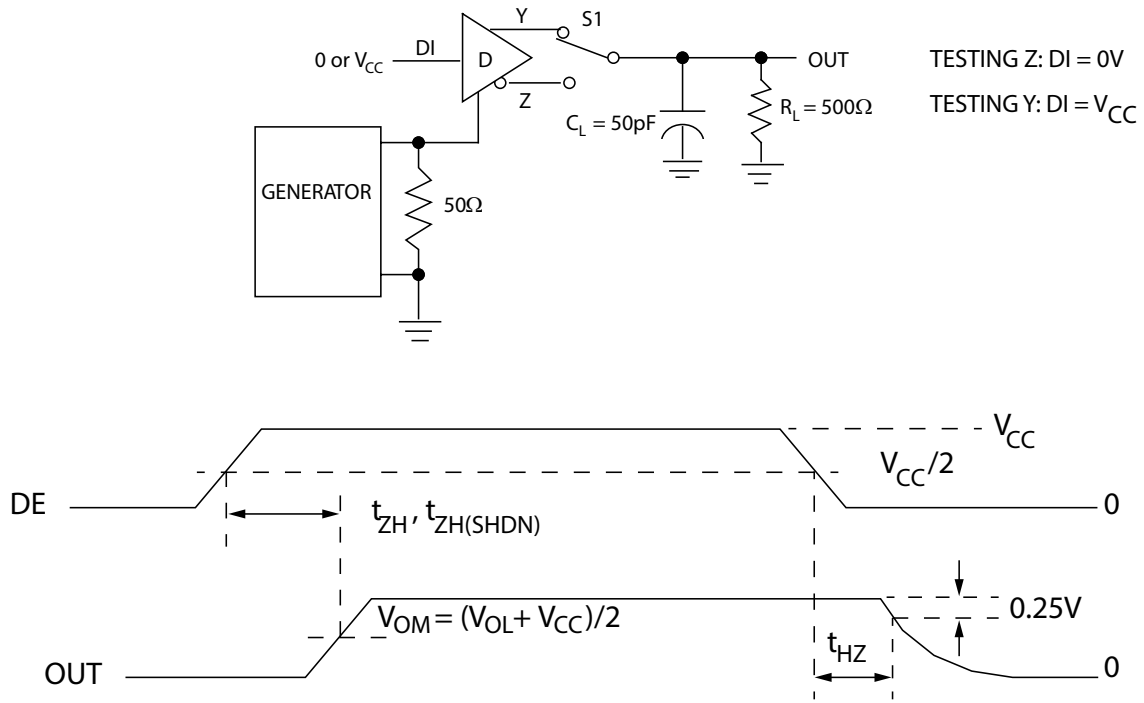 Y
S1
0 or VCC
DI
D
OUT
TESTING Z: DI = 0V
Z
CL = 50pF
RL = 500Ω
TESTING Y: DI = VCC
GENERATOR
50Ω
VCC
VCC/2
DE
tZH, tZH(SHDN)
0
VOM = (VOL + VCC)/2
0.25V
tHZ
OUT
0